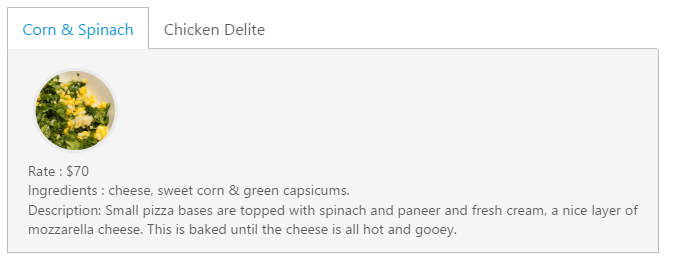 Corn & Spinach
Chicken Delite
Rate : $70
Ingredients : cheese, sweet corn & green capsicums.
Description: Small pizza bases are topped with spinach and paneer and fresh cream, a nice layer of
mozzarella cheese. This is baked until the cheese is all hot and gooey.